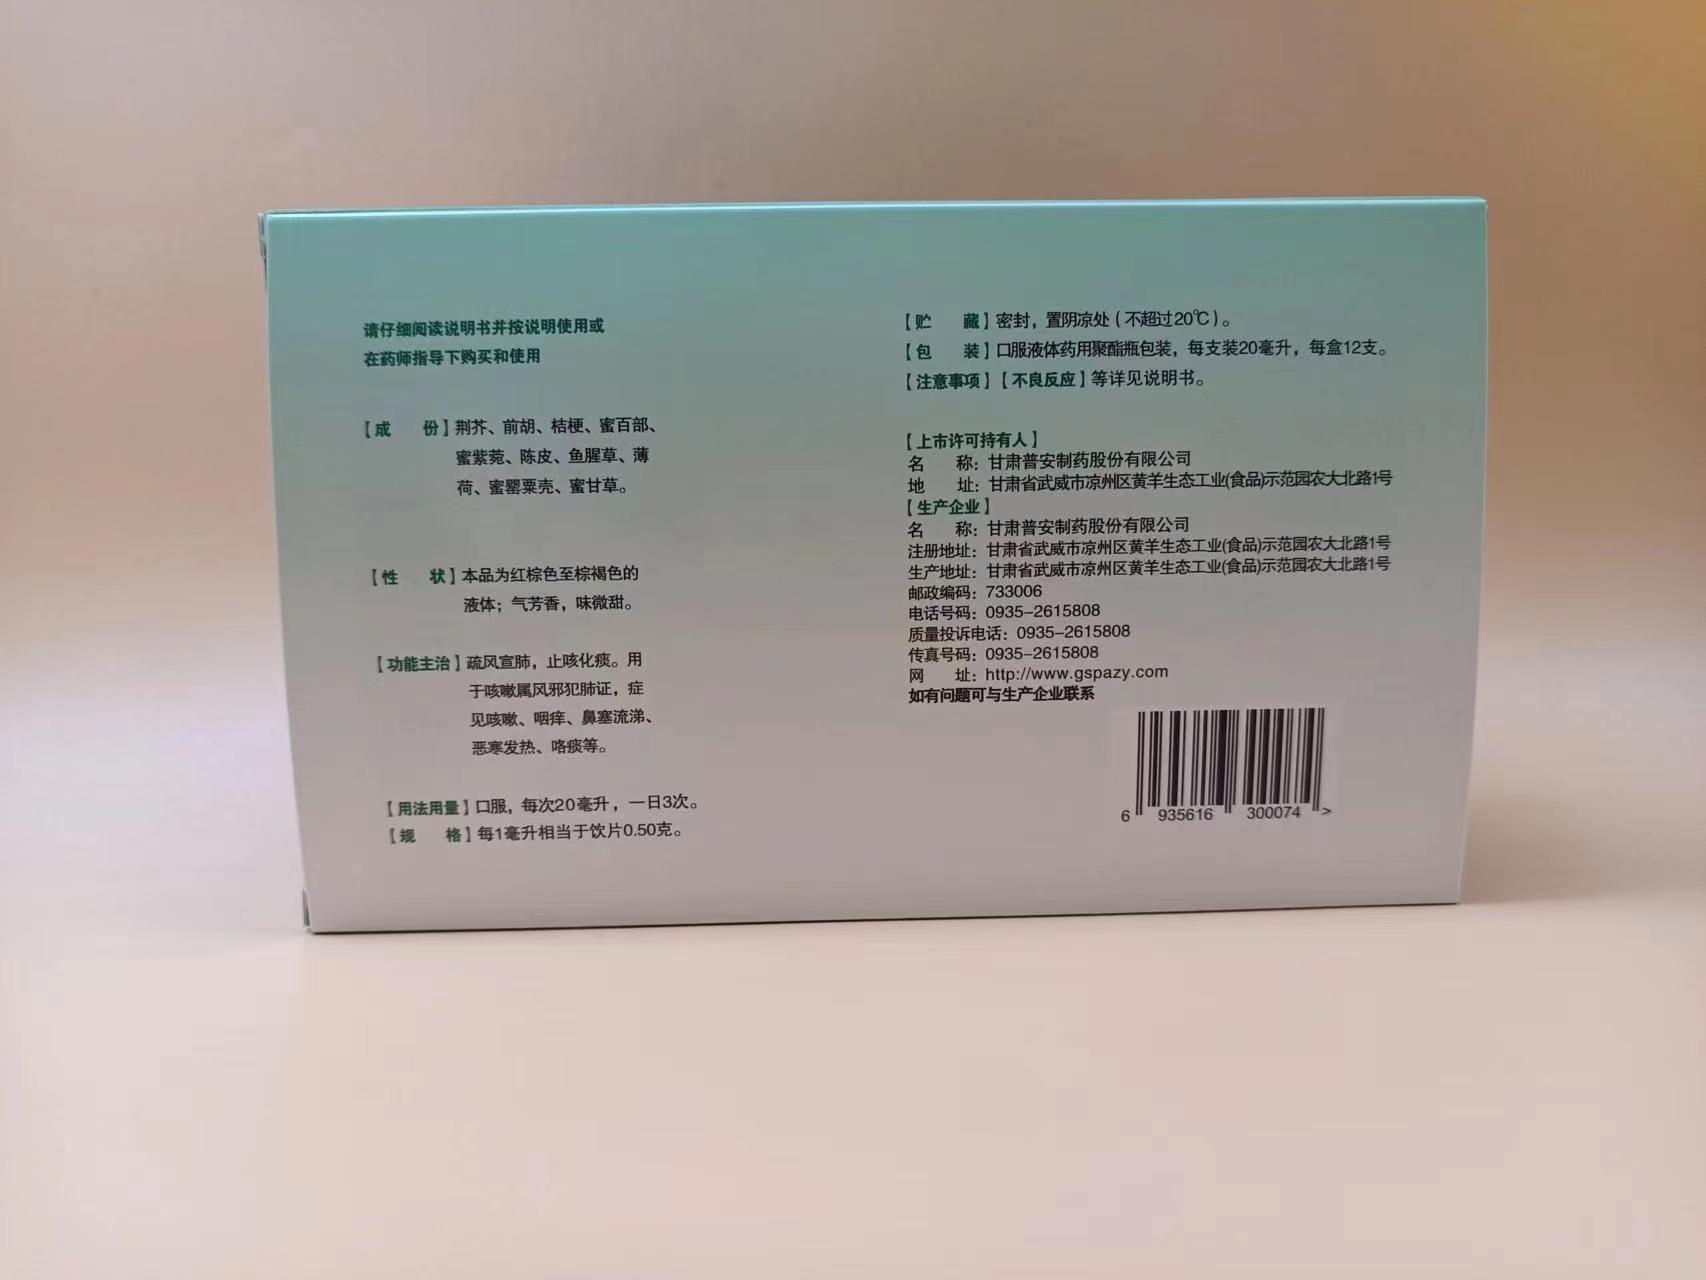 请仔细阅读说明书并按说明使用或
在药师指导下购买和使用
【成 份】荆芥、前胡、桔梗、蜜百部、
蜜紫菀、陈皮、鱼腥草、薄
荷、蜜罂粟壳、蜜甘草。
【性 状】本品为红棕色至棕褐色的
液体；气芳香，味微甜。
【功能主治】疏风宣肺，止咳化痰。用
于咳嗽属风邪犯肺证，症
见咳嗽、咽痒、鼻塞流涕、
恶寒发热、咯痰等。
【用法用量】口服，每次20毫升，一日3次。
【规 格】每1毫升相当于饮片0.50克。
【贮 藏】密封，置阴凉处（不超过20℃）。
【包 装】口服液体药用聚酯瓶包装，每支装20毫升，每盒12支。
【注意事项】【不良反应】等详见说明书。
【上市许可持有人】
名 称：甘肃普安制药股份有限公司
地 址：甘肃省武威市凉州区黄羊生态工业(食品)示范园农大北路1号
【生产企业】
名 称：甘肃普安制药股份有限公司
注册地址：甘肃省武威市凉州区黄羊生态工业(食品)示范园农大北路1号
生产地址：甘肃省武威市凉州区黄羊生态工业(食品)示范园农大北路1号
邮政编码：733006
电话号码：0935-2615808
质量投诉电话：0935-2615808
传真号码：0935-2615808
网 址：http://www.gspazy.com
如有问题可与生产企业联系
6 935616 300074 >